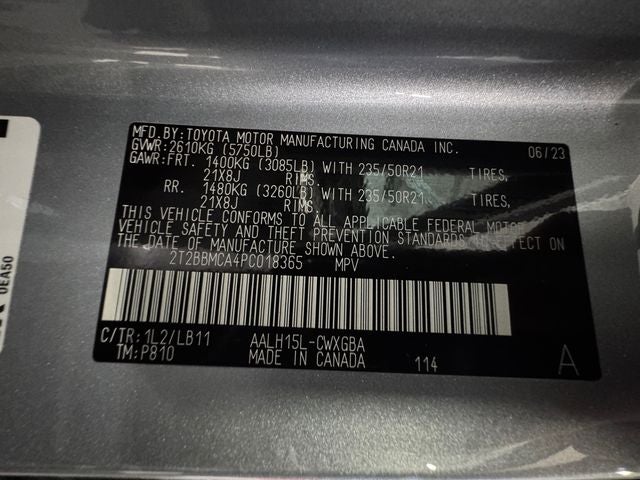 MFD.BY:TOYOTA MOTOR MANUFACTURING CANADA INC. 06/23
GVWR:2610KG (5750LB)
GAWR:FRT. 1400KG (3085LB) WITH 235/50R21 TIRES,
21X8J RIMS
RR. 1480KG (3260LB) WITH 235/50R21 TIRES,
21X8J RIMS
THIS VEHICLE CONFORMS TO ALL APPLICABLE FEDERAL MOTOR
VEHICLE SAFETY AND THEFT PREVENTION STANDARDS IN EFFECT ON
THE DATE OF MANUFACTURE SHOWN ABOVE.
2T2BBMCA4PC018365 MPV
C/TR:1L2/LB11 AALH15L-CWXGBA
TM:P810 MADE IN CANADA 114 A
0EA50